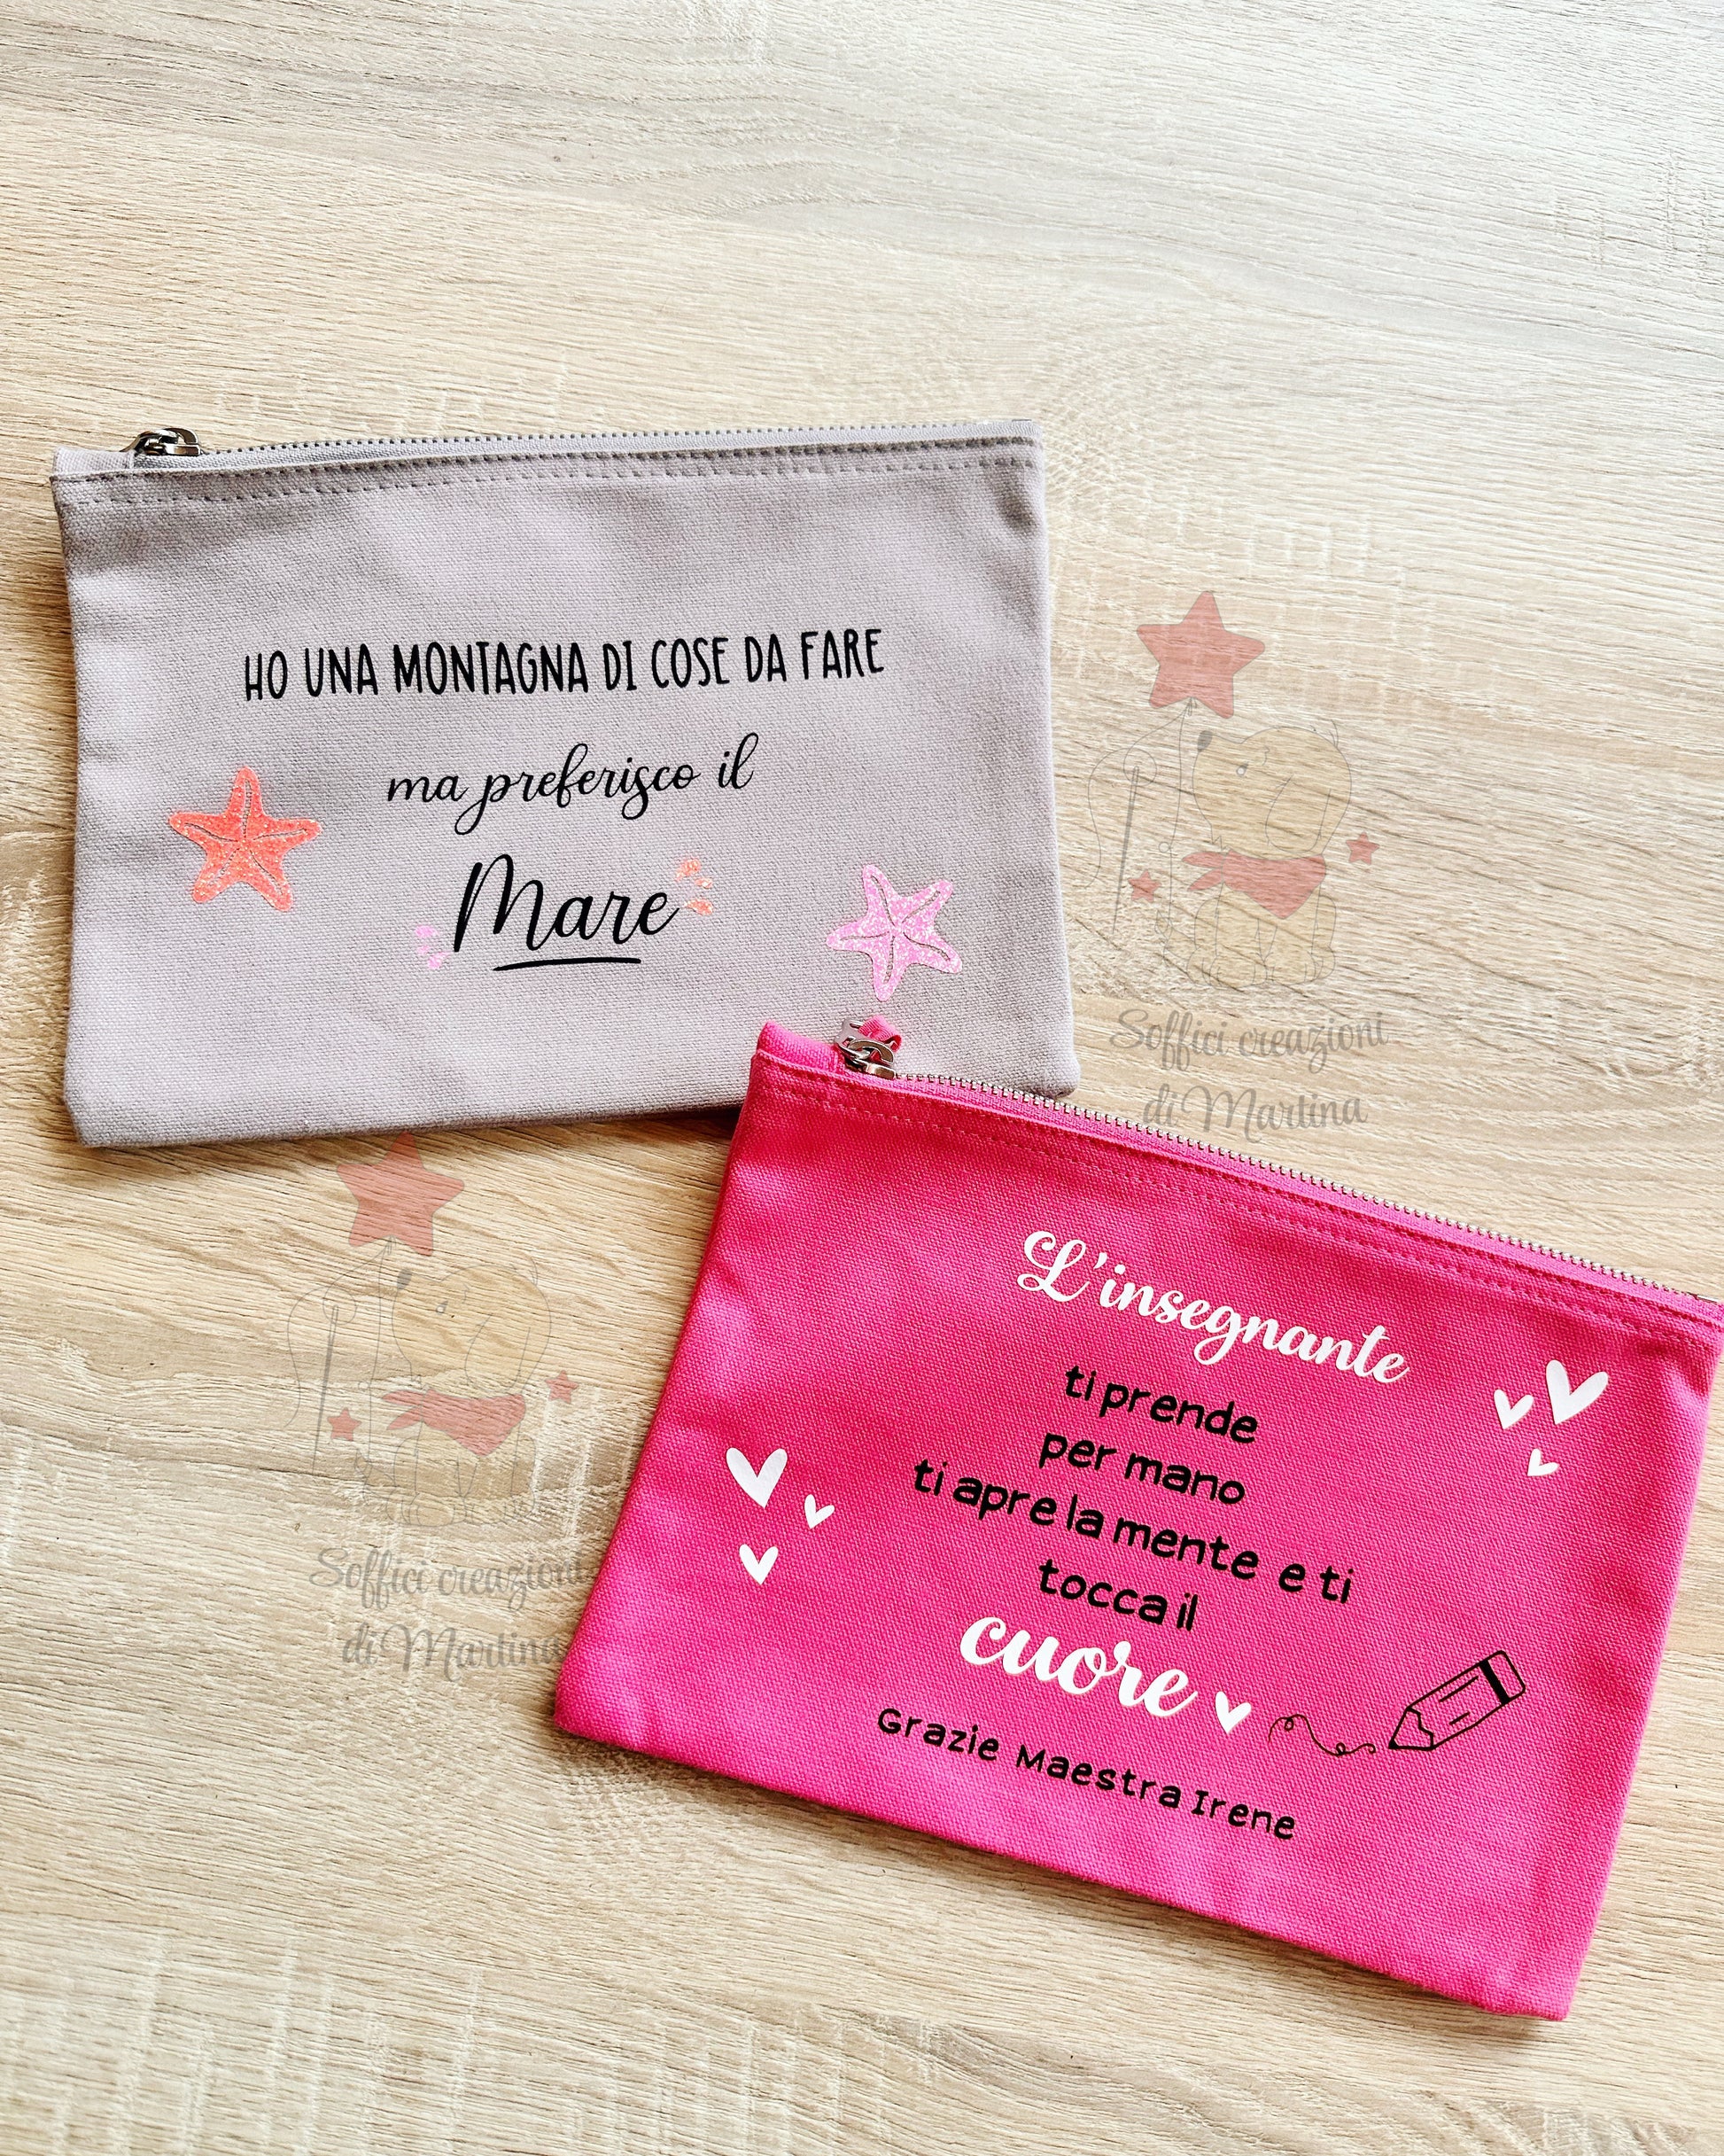 HO UNA MONTAGNA DI COSE DA FARE
ma preferisco il
Mare
Soffici creazioni
di Martina
L'insegnante
ti prende
per mano
ti apre la mente e ti
tocca il
cuore
Grazie Maestra Irene
Soffici creazioni
di Martina